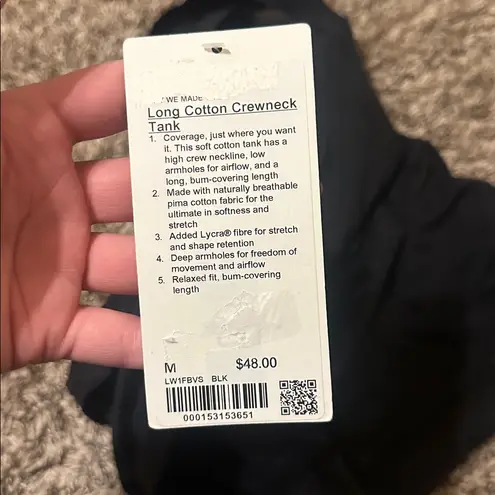 WE MADE
Long Cotton Crewneck
Tank
1. Coverage, just where you want
it. This soft cotton tank has a
high crew neckline, low
armholes for airflow, and a
long, bum-covering length
2. Made with naturally breathable
pima cotton fabric for the
ultimate in softness and
stretch
3. Added Lycra® fibre for stretch
and shape retention
4. Deep armholes for freedom of
movement and airflow
5. Relaxed fit, bum-covering
length
M $48.00
LW1FBVS BLK
000153153651